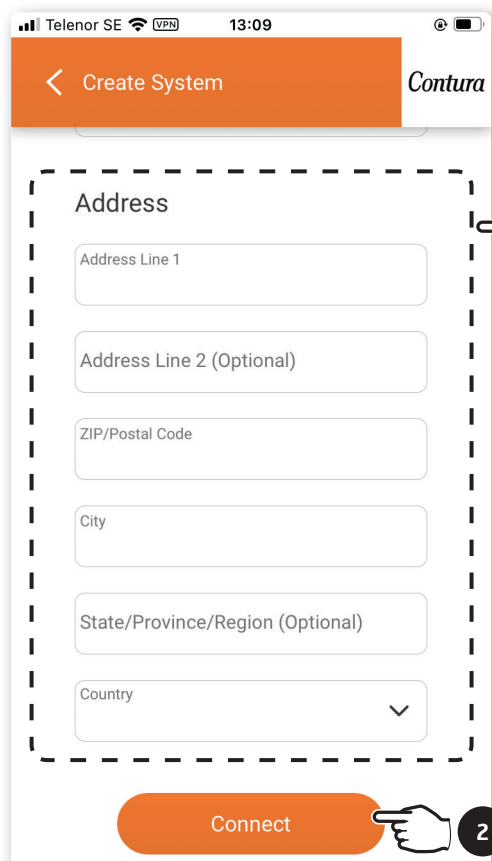 Telenor SE VPN 13:09
Create System
Contura
Address
Address Line 1
Address Line 2 (Optional)
ZIP/Postal Code
City
State/Province/Region (Optional)
Country
Connect
2